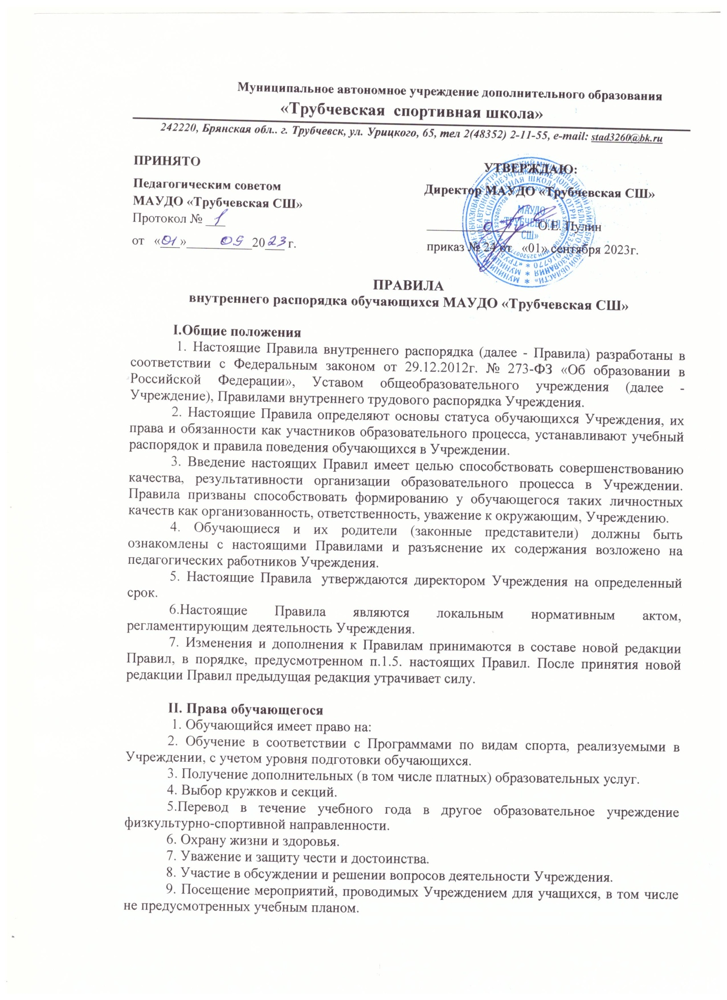 Муниципальное автономное учреждение дополнительного образования
«Трубчевская спортивная школа»
242220, Брянская обл.. г. Трубчевск, ул. Урицкого, 65, тел 2(48352) 2-11-55, e-mail: stad3260@bk.ru
ПРИНЯТО
Педагогическим советом
МАУДО «Трубчевская СШ»
Протокол № 1
от «01» 09 2023 г.
УТВЕРЖДАЮ:
Директор МАУДО «Трубчевская СШ»
О.Е. Пулин
приказ № 24 от «01» сентября 2023г.
МАУДО
«ТРУБЧЕВСКАЯ
СШ»
ПРАВИЛА
внутреннего распорядка обучающихся МАУДО «Трубчевская СШ»
I.Общие положения
1. Настоящие Правила внутреннего распорядка (далее - Правила) разработаны в
соответствии с Федеральным законом от 29.12.2012г. № 273-ФЗ «Об образовании в
Российской Федерации», Уставом общеобразовательного учреждения (далее -
Учреждение), Правилами внутреннего трудового распорядка Учреждения.
2. Настоящие Правила определяют основы статуса обучающихся Учреждения, их
права и обязанности как участников образовательного процесса, устанавливают учебный
распорядок и правила поведения обучающихся в Учреждении.
3. Введение настоящих Правил имеет целью способствовать совершенствованию
качества, результативности организации образовательного процесса в Учреждении.
Правила призваны способствовать формированию у обучающегося таких личностных
качеств как организованность, ответственность, уважение к окружающим, Учреждению.
4. Обучающиеся и их родители (законные представители) должны быть
ознакомлены с настоящими Правилами и разъяснение их содержания возложено на
педагогических работников Учреждения.
5. Настоящие Правила утверждаются директором Учреждения на определенный
срок.
6.Настоящие Правила являются локальным нормативным актом,
регламентирующим деятельность Учреждения.
7. Изменения и дополнения к Правилам принимаются в составе новой редакции
Правил, в порядке, предусмотренном п.1.5. настоящих Правил. После принятия новой
редакции Правил предыдущая редакция утрачивает силу.
II. Права обучающегося
1. Обучающийся имеет право на:
2. Обучение в соответствии с Программами по видам спорта, реализуемыми в
Учреждении, с учетом уровня подготовки обучающихся.
3. Получение дополнительных (в том числе платных) образовательных услуг.
4. Выбор кружков и секций.
5.Перевод в течение учебного года в другое образовательное учреждение
физкультурно-спортивной направленности.
6. Охрану жизни и здоровья.
7. Уважение и защиту чести и достоинства.
8. Участие в обсуждении и решении вопросов деятельности Учреждения.
9. Посещение мероприятий, проводимых Учреждением для учащихся, в том числе
не предусмотренных учебным планом.